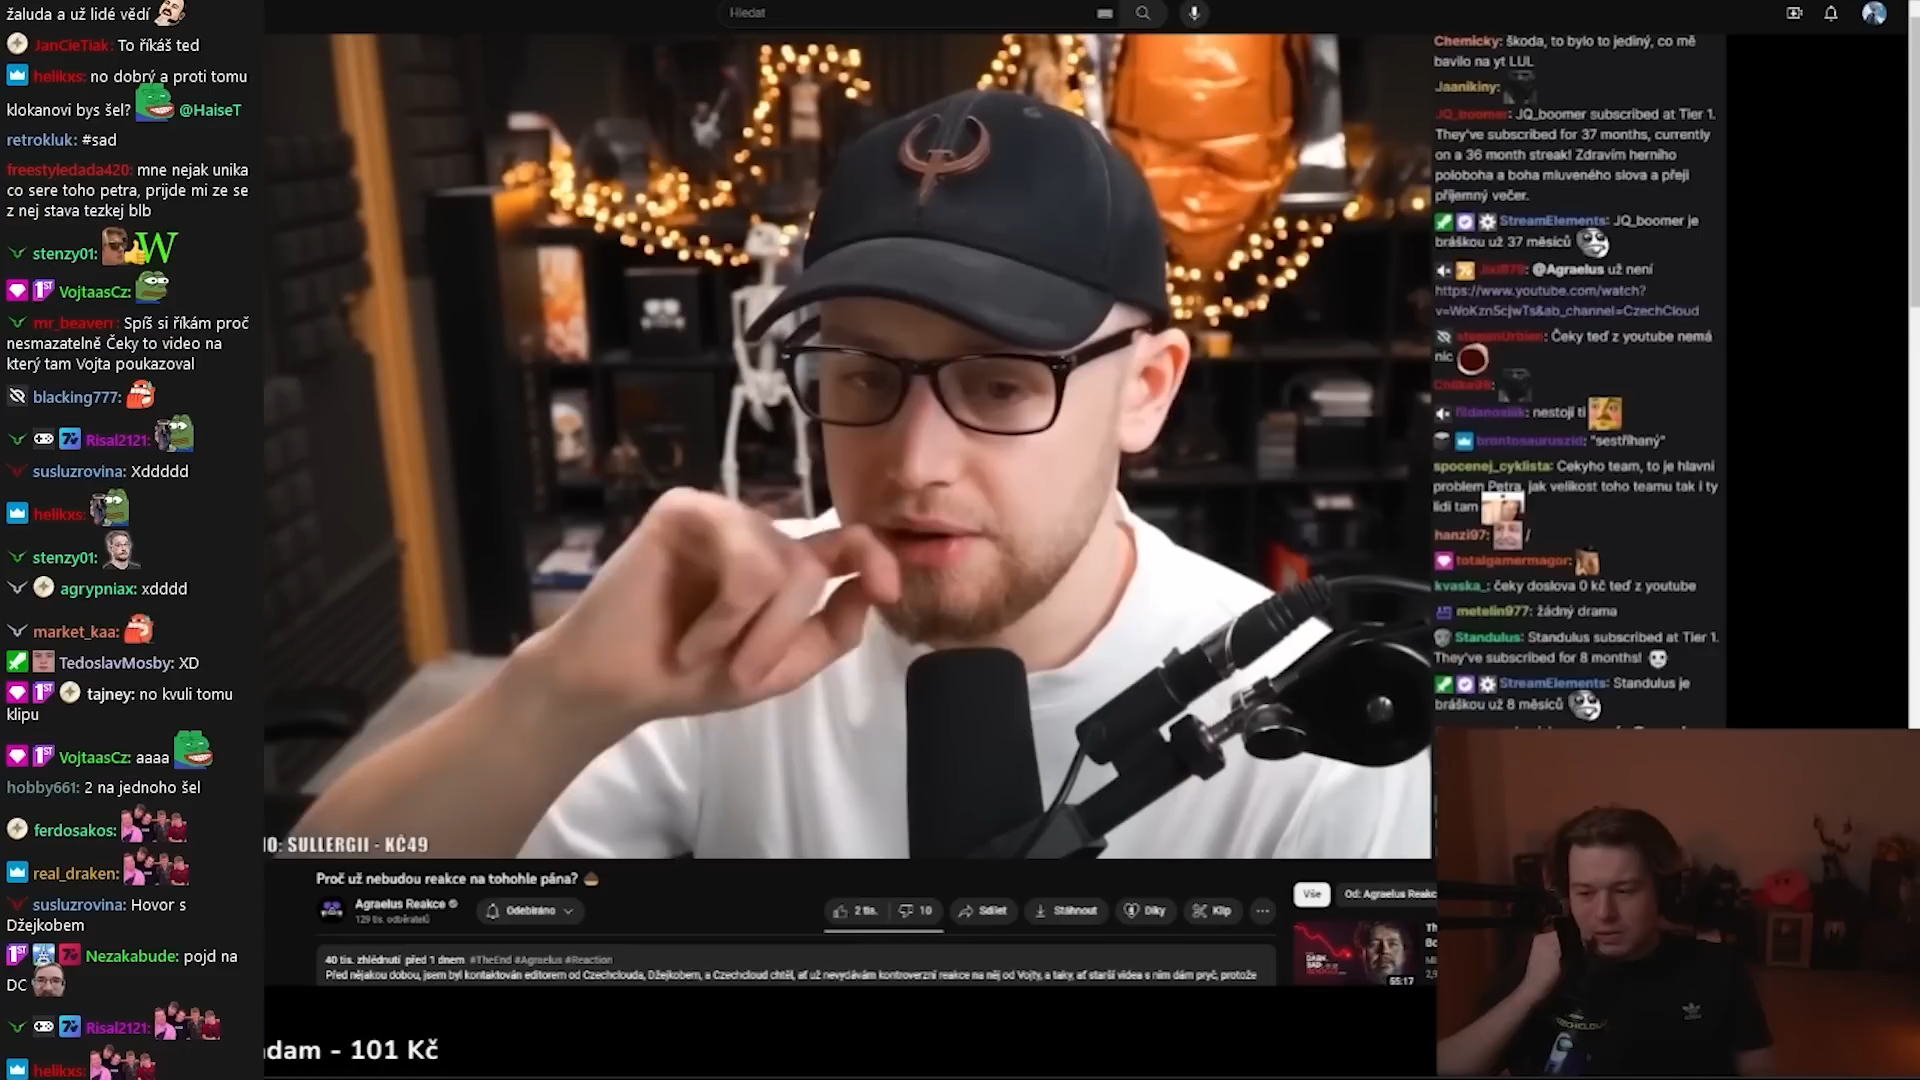 žaluda a už lidé vědí
JanCieTiak: To říkáš ted
helikxs: no dobrý a proti tomu
klokanovi bys šel? @HaiseT
retrokluk: #sad
freestyledada420: mne nejak unika
co sere toho petra, prijde mi ze se
z nej stava tezkej blb
stenzy01: W
VojtaasCz:
mr_beaverr: Spíš si říkám proč
nesmazatelně Čeky to video na
který tam Vojta poukazoval
blacking777:
Risal2121:
susluzrovina: Xddddd
helikxs:
stenzy01:
agrypniax: xdddd
market_kaa:
TedoslavMosby: XD
tajney: no kvuli tomu
klipu
VojtaasCz: aaaa
hobby661: 2 na jednoho šel
ferdosakos:
real_draken:
susluzrovina: Hovor s
Džejkobem
Nezakabude: pojd na
DC
Risal2121:
helikxs:
Hledat
Chemicky: škoda, to bylo to jediný, co mě
bavilo na yt LUL
Jaanikiny:
JQ_boomer: JQ_boomer subscribed at Tier 1.
They've subscribed for 37 months, currently
on a 36 month streak! Zdravím herního
poloboha a boha mluveného slova a přeji
příjemný večer.
StreamElements: JQ_boomer je
bráškou už 37 měsíců
@Agraelus už není
https://www.youtube.com/watch?
v=WoKzn5cjwTs&ab_channel=CzechCloud
Čeky teď z youtube nemá
nic
nestojí ti
brontosauruszid: "sestříhaný"
spocenej_cyklista: Cekyho team, to je hlavni
problem Petra, jak velikost toho teamu tak i ty
lidi tam
hanzi97: /
totalgamermagor:
kvaska_: čeky doslova 0 kč teď z youtube
metelin977: žádný drama
Standulus: Standulus subscribed at Tier 1.
They've subscribed for 8 months!
StreamElements: Standulus je
bráškou už 8 měsíců
IO: SULLERGII - KČ49
Proč už nebudou reakce na tohohle pána?
Agraelus Reakce
129 tis. odběratelů
Odebíráno
2 tis.
10
Sdílet
Stáhnout
Díky
Klip
Vše
Od: Agraelus Reakc
40 tis. zhlédnutí před 1 dnem #TheEnd #Agraelus #Reaction
Před nějakou dobou, jsem byl kontaktován editorem od Czechclouda, Džejkobem, a Czechcloud chtěl, ať už nevydávám kontroverzní reakce na něj od Vojty, a taky, ať starší videa s ním dám pryč, protože
55:17
dam - 101 Kč